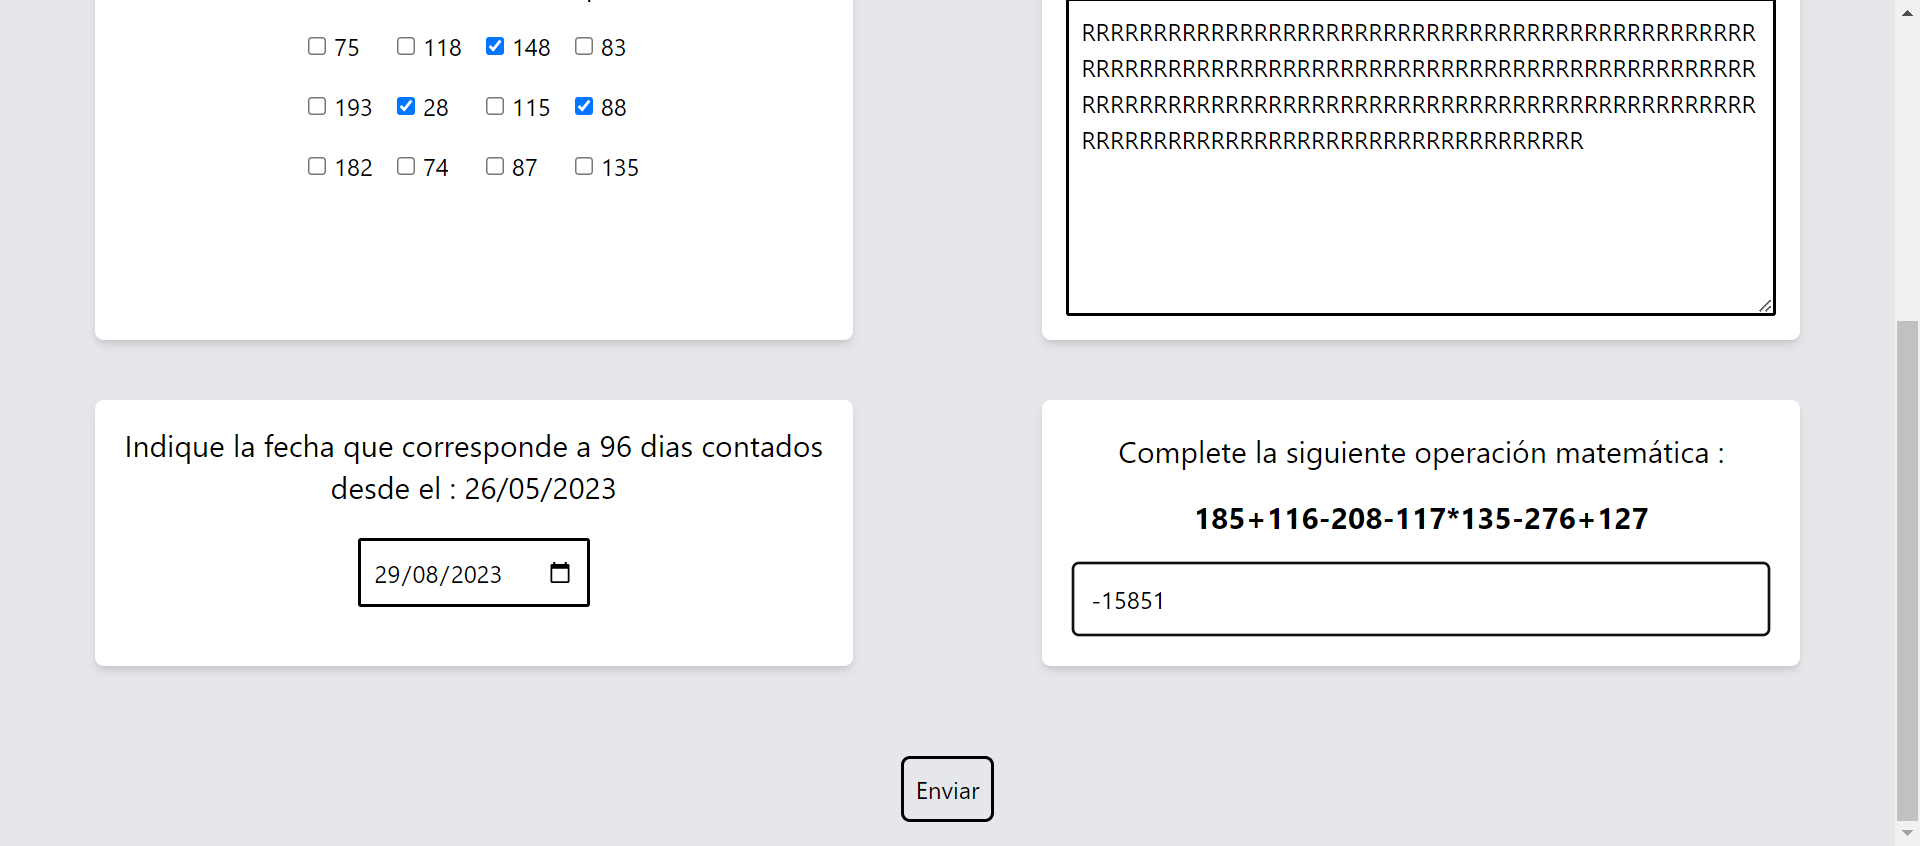 75 118 148 83
193 28 115 88
182 74 87 135
RRRRRRRRRRRRRRRRRRRRRRRRRRRRRRRRRRRRRRRRRRRRRRR
RRRRRRRRRRRRRRRRRRRRRRRRRRRRRRRRRRRRRRRRRRRRRRR
RRRRRRRRRRRRRRRRRRRRRRRRRRRRRRRRRRRRRRRRRRRRRRR
RRRRRRRRRRRRRRRRRRRRRRRRRRRRRRRRRRR
Indique la fecha que corresponde a 96 dias contados
desde el : 26/05/2023
29/08/2023
Complete la siguiente operación matemática :
185+116-208-117*135-276+127
-15851
Enviar